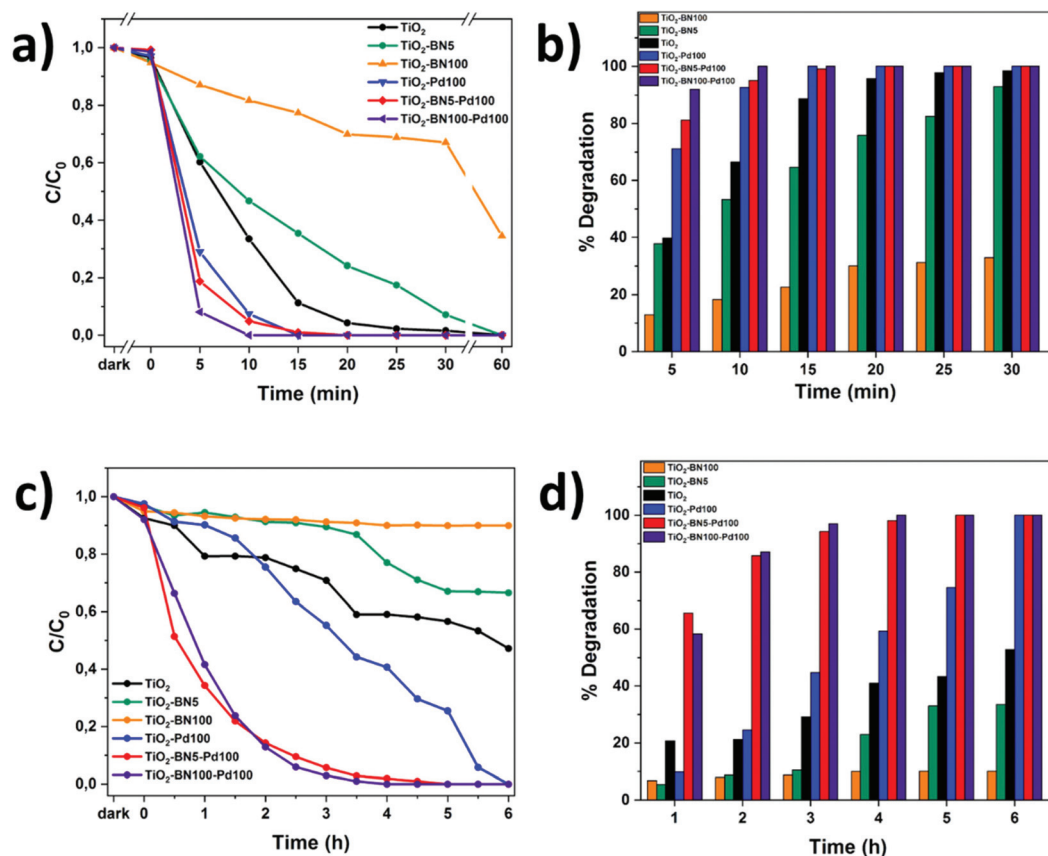 a)
C/C₀
1,0
0,8
0,6
0,4
0,2
0,0
TiO₂
TiO₂-BN5
TiO₂-BN100
TiO₂-Pd100
TiO₂-BN5-Pd100
TiO₂-BN100-Pd100
dark 0 5 10 15 20 25 30 60
Time (min)
b)
% Degradation
100
80
60
40
20
0
TiO₂-BN100
TiO₂-BN5
TiO₂
TiO₂-Pd100
TiO₂-BN5-Pd100
TiO₂-BN100-Pd100
5 10 15 20 25 30
Time (min)
c)
C/C₀
1,0
0,8
0,6
0,4
0,2
0,0
TiO₂
TiO₂-BN5
TiO₂-BN100
TiO₂-Pd100
TiO₂-BN5-Pd100
TiO₂-BN100-Pd100
dark 0 1 2 3 4 5 6
Time (h)
d)
% Degradation
100
80
60
40
20
0
TiO₂-BN100
TiO₂-BN5
TiO₂
TiO₂-Pd100
TiO₂-BN5-Pd100
TiO₂-BN100-Pd100
1 2 3 4 5 6
Time (h)